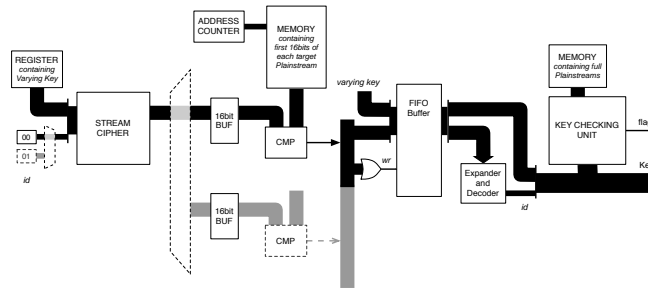 ADDRESS
COUNTER
MEMORY
containing
first 16bits of
each target
Plainstream
REGISTER
containing
Varying Key
STREAM
CIPHER
00
01
id
16bit
BUF
CMP
16bit
BUF
CMP
varying key
wr
FIFO
Buffer
Expander
and
Decoder
id
MEMORY
containing full
Plainstreams
KEY CHECKING
UNIT
flag
Ke